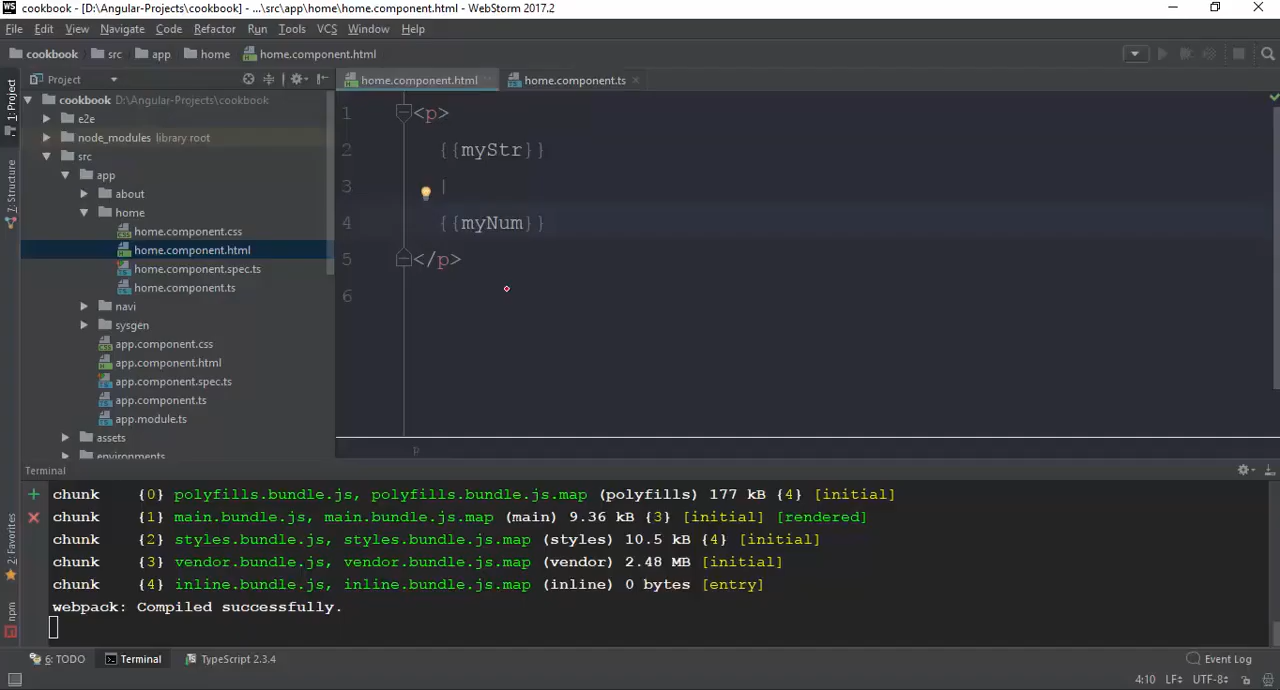 WS cookbook - [D:\Angular-Projects\cookbook] - ...\src\app\home\home.component.html - WebStorm 2017.2
File Edit View Navigate Code Refactor Run Tools VCS Window Help
cookbook src app home home.component.html
1: Project
7: Structure
2: Favorites
npm
Project
cookbook D:\Angular-Projects\cookbook
e2e
node_modules library root
src
app
about
home
home.component.css
home.component.html
home.component.spec.ts
home.component.ts
navi
sysgen
app.component.css
app.component.html
app.component.spec.ts
app.component.ts
app.module.ts
assets
environments
home.component.html home.component.ts
1 <p>
2 {{myStr}}
3 |
4 {{myNum}}
5 </p>
6
p
Terminal
chunk {0} polyfills.bundle.js, polyfills.bundle.js.map (polyfills) 177 kB {4} [initial]
chunk {1} main.bundle.js, main.bundle.js.map (main) 9.36 kB {3} [initial] [rendered]
chunk {2} styles.bundle.js, styles.bundle.js.map (styles) 10.5 kB {4} [initial]
chunk {3} vendor.bundle.js, vendor.bundle.js.map (vendor) 2.48 MB [initial]
chunk {4} inline.bundle.js, inline.bundle.js.map (inline) 0 bytes [entry]
webpack: Compiled successfully.
6: TODO Terminal TypeScript 2.3.4 Event Log
4:10 LF UTF-8